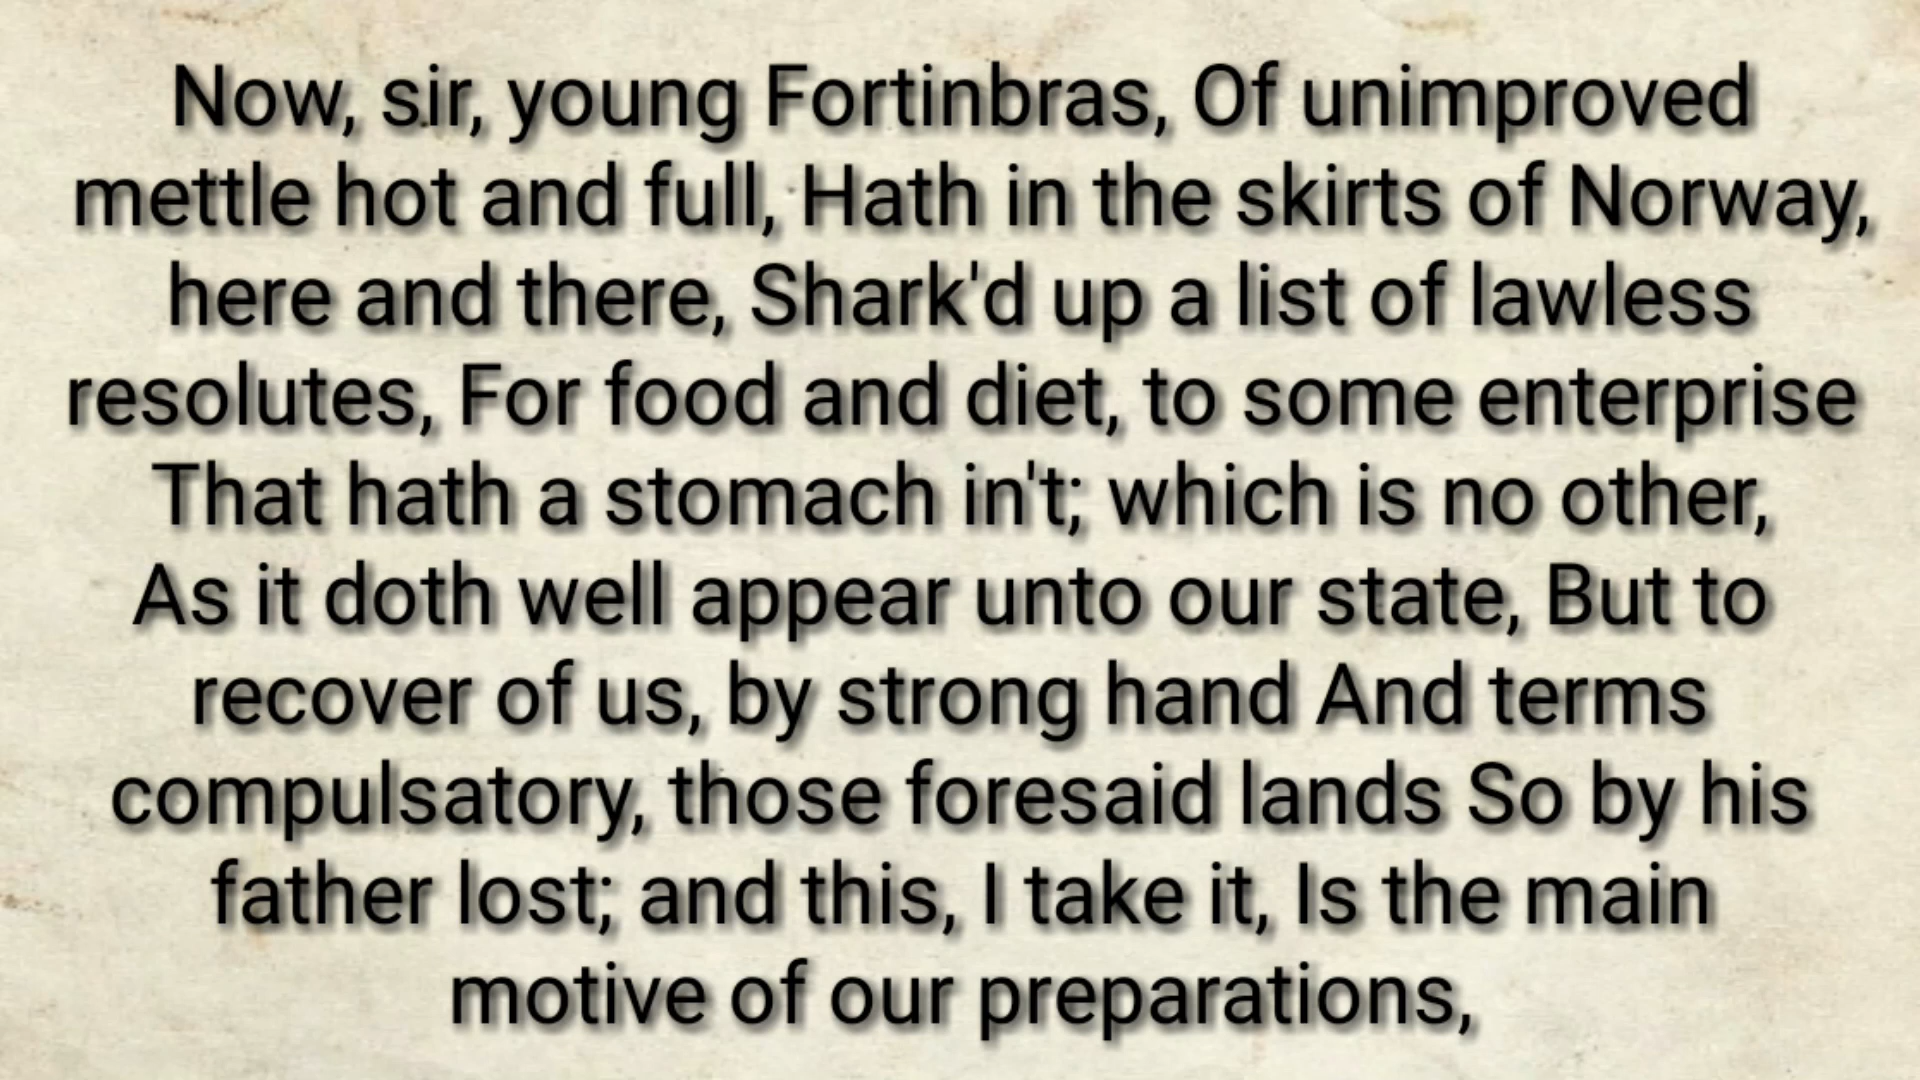 Now, sir, young Fortinbras, Of unimproved
mettle hot and full, Hath in the skirts of Norway,
here and there, Shark'd up a list of lawless
resolutes, For food and diet, to some enterprise
That hath a stomach in't; which is no other,
As it doth well appear unto our state, But to
recover of us, by strong hand And terms
compulsatory, those foresaid lands So by his
father lost; and this, I take it, Is the main
motive of our preparations,